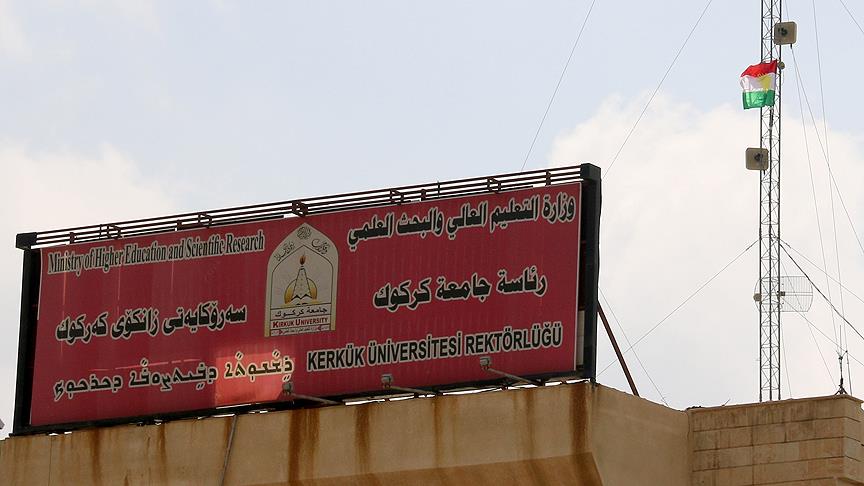 Ministry of Higher Education and Scientific Research
وزارة التعليم العالي والبحث العلمي
سەرۆکایەتی زانکۆی کەرکوک
جامعة كركوك
KIRKUK UNIVERSITY
رئاسة جامعة كركوك
KERKÜK ÜNİVERSİTESİ REKTÖRLÜĞÜ